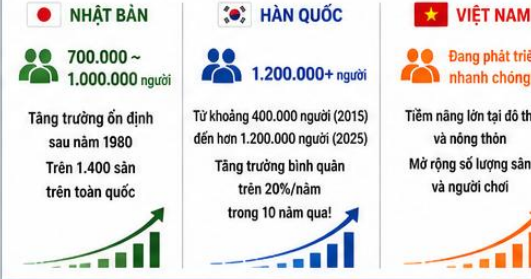 NHẬT BẢN
700.000 ~
1.000.000 người
Tăng trưởng ổn định
sau năm 1980
Trên 1.400 sân
trên toàn quốc
HÀN QUỐC
1.200.000+ người
Từ khoảng 400.000 người (2015)
đến hơn 1.200.000 người (2025)
Tăng trưởng bình quân
trên 20%/năm
trong 10 năm qua!
VIỆT NAM
Đang phát triể
nhanh chóng
Tiềm năng lớn tại đô th
và nông thôn
Mở rộng số lượng sân
và người chơi